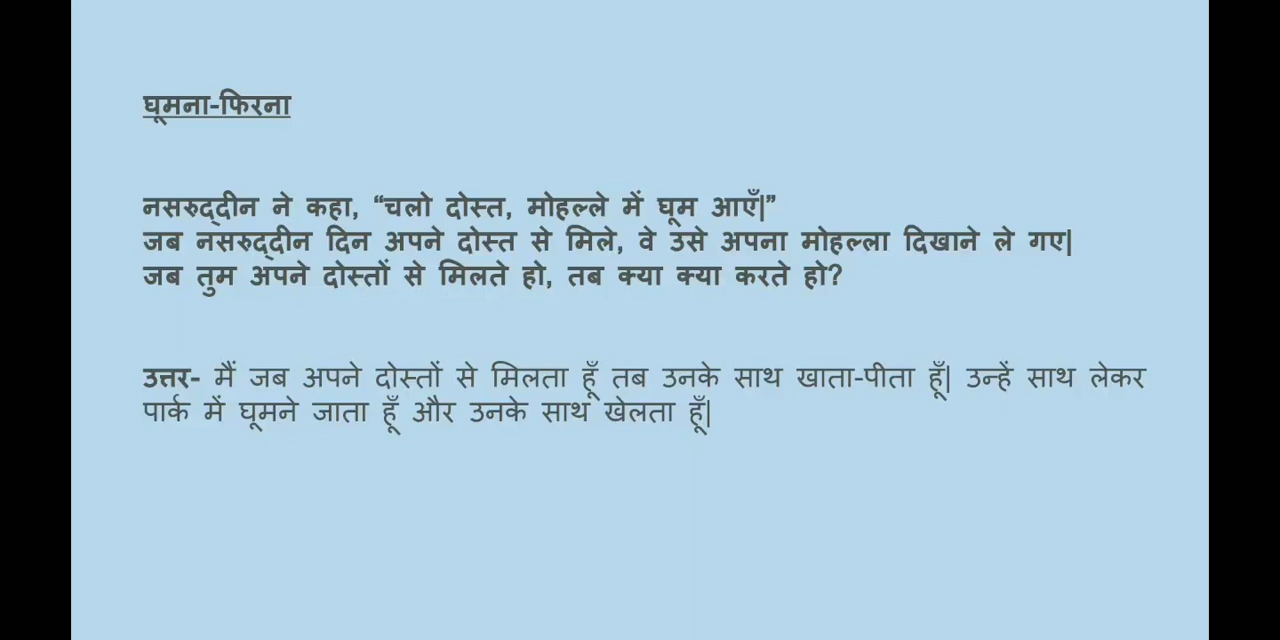 घूमना-फिरना
नसरुद्दीन ने कहा, “चलो दोस्त, मोहल्ले में घूम आएँ|”
जब नसरुद्दीन दिन अपने दोस्त से मिले, वे उसे अपना मोहल्ला दिखाने ले गए|
जब तुम अपने दोस्तों से मिलते हो, तब क्या क्या करते हो?
उत्तर- मैं जब अपने दोस्तों से मिलता हूँ तब उनके साथ खाता-पीता हूँ| उन्हें साथ लेकर
पार्क में घूमने जाता हूँ और उनके साथ खेलता हूँ|